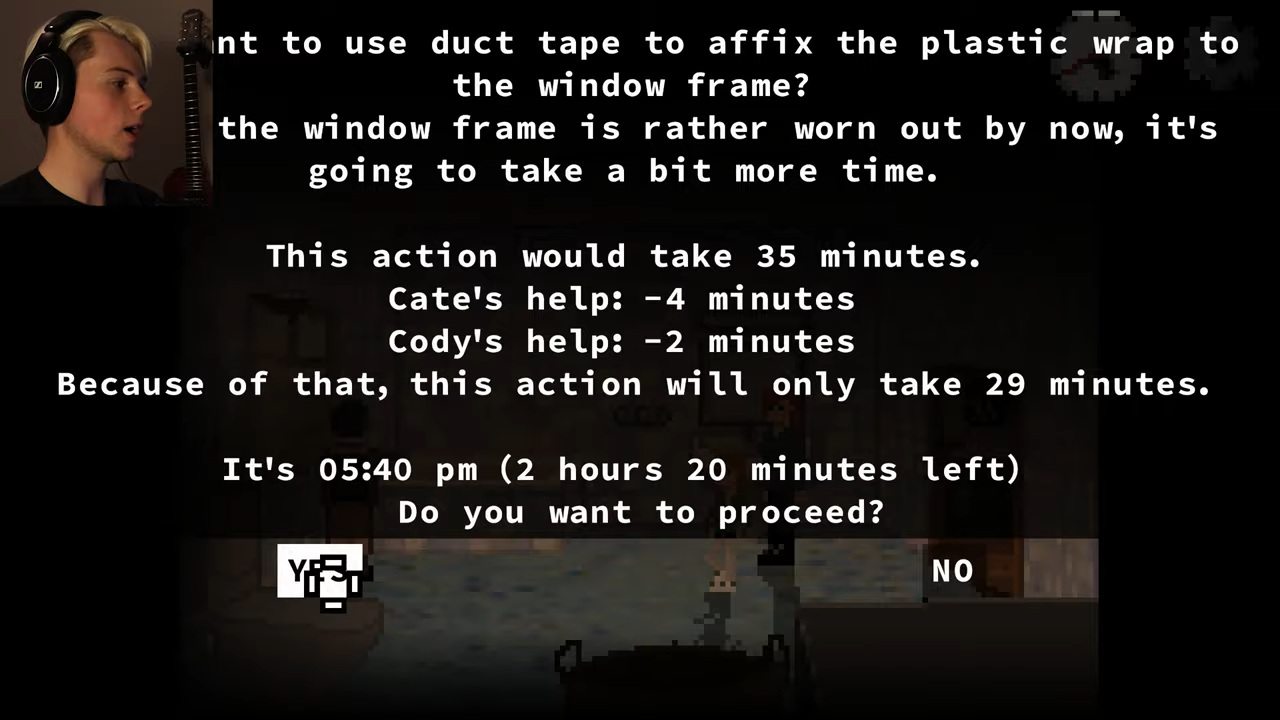 nt to use duct tape to affix the plastic wrap to
the window frame?
the window frame is rather worn out by now, it's
going to take a bit more time.
This action would take 35 minutes.
Cate's help: -4 minutes
Cody's help: -2 minutes
Because of that, this action will only take 29 minutes.
It's 05:40 pm (2 hours 20 minutes left)
Do you want to proceed?
YES
NO